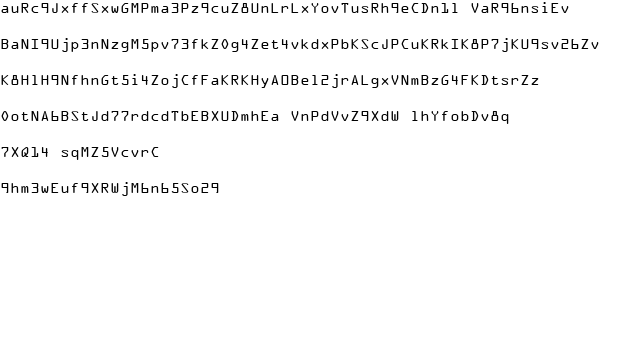 auRc9JxffSxwGMPma3Pz9cuZ8UnLrLxYovTusRh9eCDn1l VaR96nsiEv
BaNI9Ujp3nNzgM5pv73fkZ0g4Zet4vkdxPbKScJPCuKRkIK8P7jKU9sv26Zv
K8H1H9NfhnGt5i4ZojCfFaKRKHyA0Bel2jrALgxVNmBzG4FKDtsrZz
0otNA6BStJd77rdcdTbEBXUDmhEa VnPdVvZ9XdW lhYfobDv8q
7XQ14 sqMZ5VcvrC
9hm3wEuf9XRWjM6n65So29